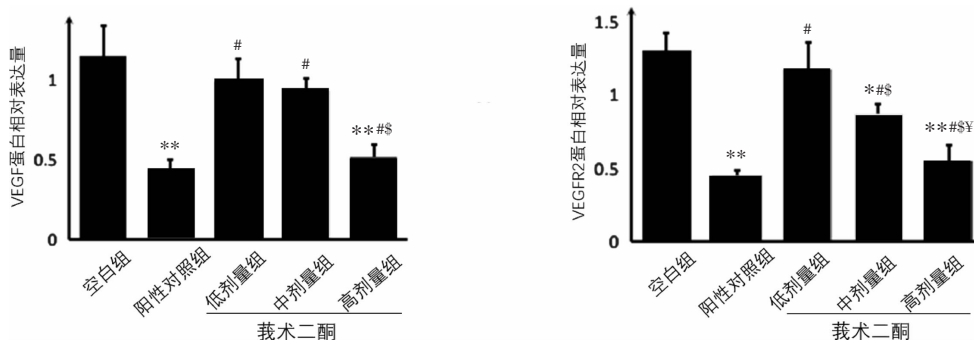 VEGF蛋白相对表达量
1
0.5
0
**
#
#
**#$
空白组
阳性对照组
低剂量组
中剂量组
高剂量组
莪术二酮
VEGFR2蛋白相对表达量
1.5
1
0.5
0
**
#
*#$
**#$¥
空白组
阳性对照组
低剂量组
中剂量组
高剂量组
莪术二酮